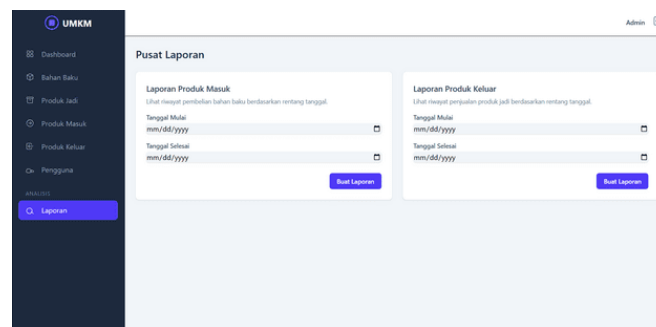 UMKM
Admin
Dashboard
Bahan Baku
Produk Jadi
Produk Masuk
Produk Keluar
Pengguna
ANALISIS
Laporan
Pusat Laporan
Laporan Produk Masuk
Lihat riwayat pembelian bahan baku berdasarkan rentang tanggal.
Tanggal Mulai
mm/dd/yyyy
Tanggal Selesai
mm/dd/yyyy
Buat Laporan
Laporan Produk Keluar
Lihat riwayat penjualan produk jadi berdasarkan rentang tanggal.
Tanggal Mulai
mm/dd/yyyy
Tanggal Selesai
mm/dd/yyyy
Buat Laporan